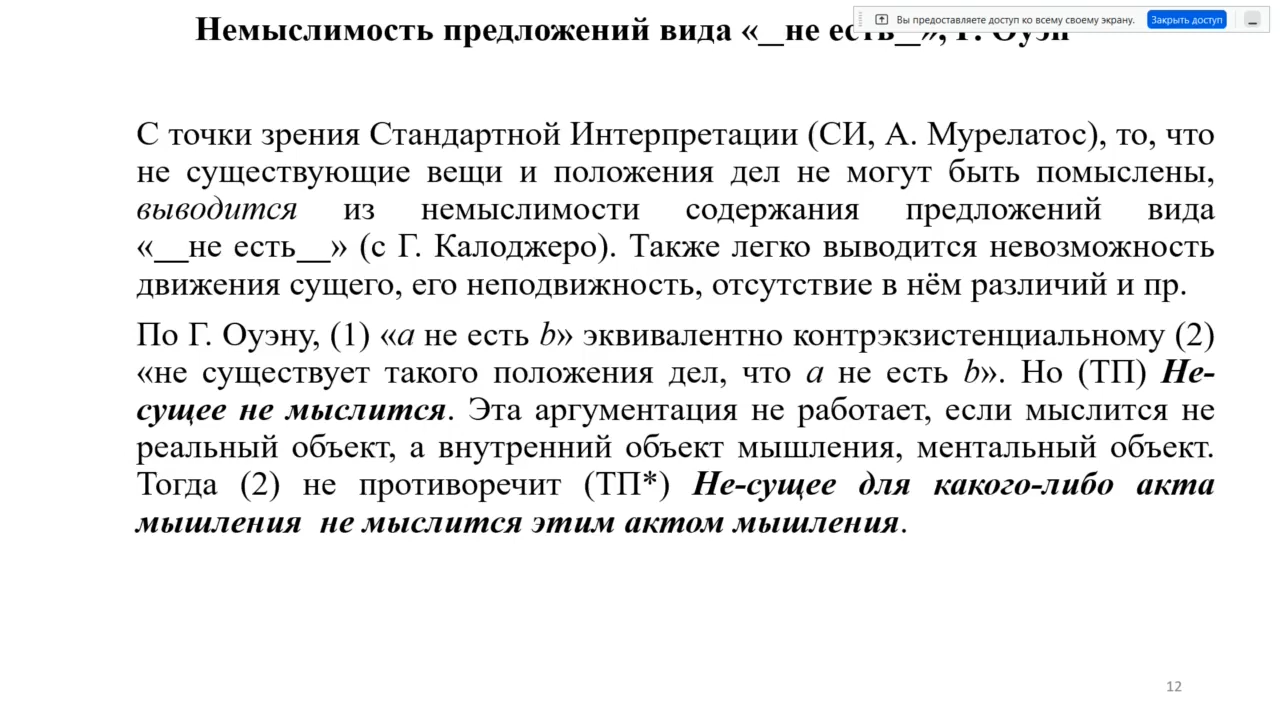 Вы предоставляете доступ ко всему своему экрану.
Закрыть доступ
Немыслимость предложений вида «__не есть__», Г. Оуэн
С точки зрения Стандартной Интерпретации (СИ, А. Мурелатос), то, что
не существующие вещи и положения дел не могут быть помыслены,
выводится из немыслимости содержания предложений вида
«__не есть__» (с Г. Калоджеро). Также легко выводится невозможность
движения сущего, его неподвижность, отсутствие в нём различий и пр.
По Г. Оуэну, (1) «a не есть b» эквивалентно контрэкзистенциальному (2)
«не существует такого положения дел, что a не есть b». Но (ТП) Не-
сущее не мыслится. Эта аргументация не работает, если мыслится не
реальный объект, а внутренний объект мышления, ментальный объект.
Тогда (2) не противоречит (ТП*) Не-сущее для какого-либо акта
мышления не мыслится этим актом мышления.
12